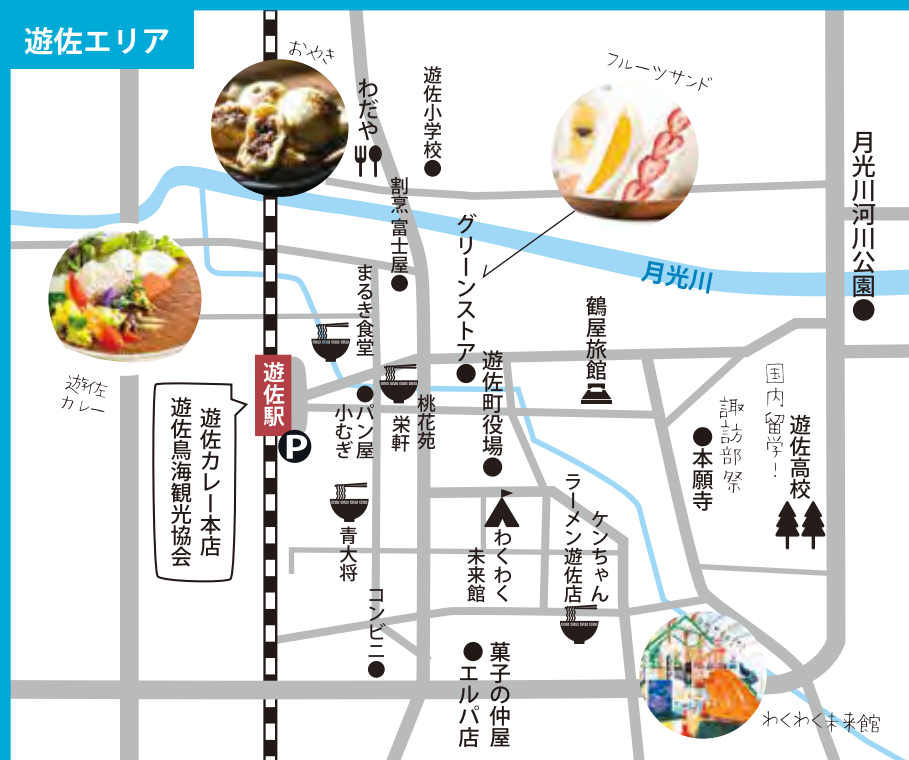 遊佐エリア
おやき
わだや
遊佐小学校
フルーツサンド
月光川河川公園
割烹 富士屋
グリーンストア
月光川
まるき食堂
鶴屋旅館
遊佐町役場
遊佐駅
P
遊佐
カレー
遊佐カレー本店
遊佐鳥海観光協会
パン屋
小むぎ
桃花苑
栄軒
国内留学!
諏訪部祭
遊佐高校
本願寺
青大将
わくわく
未来館
ケンちゃん
ラーメン遊佐店
コンビニ
菓子の仲屋
エルパ店
わくわく未来館